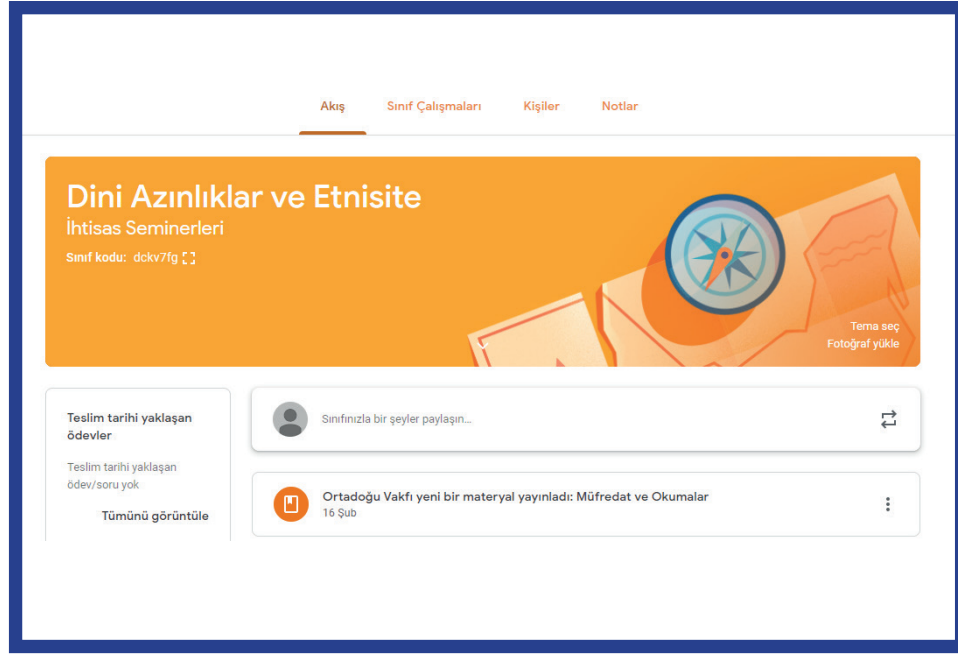 Akış Sınıf Çalışmaları Kişiler Notlar
Dini Azınlıklar ve Etnisite
İhtisas Seminerleri
Sınıf kodu: dckv7fg
Tema seç
Fotoğraf yükle
Teslim tarihi yaklaşan
ödevler
Teslim tarihi yaklaşan
ödev/soru yok
Tümünü görüntüle
Sınıfınızla bir şeyler paylaşın...
Ortadoğu Vakfı yeni bir materyal yayınladı: Müfredat ve Okumalar
16 Şub